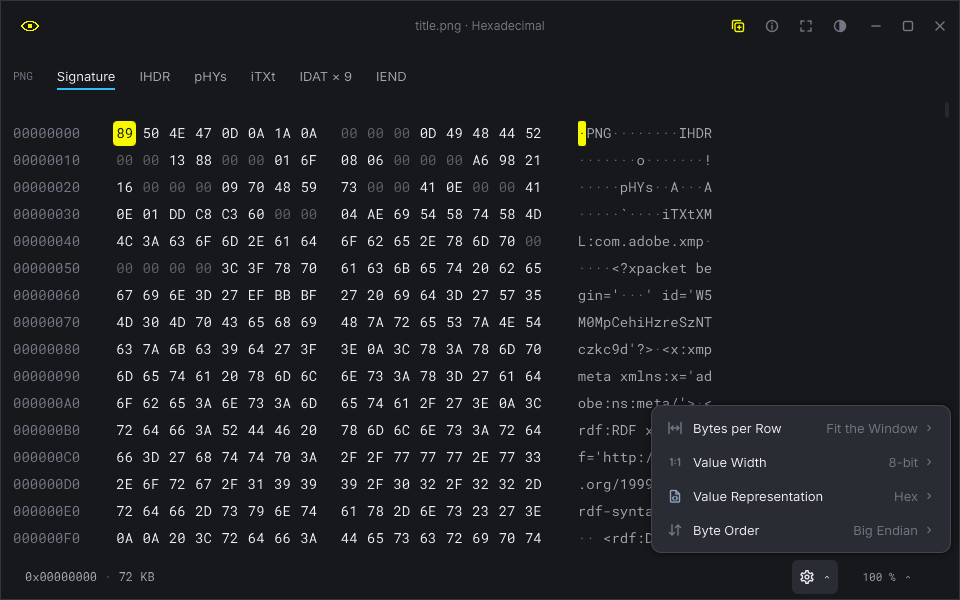 title.png · Hexadecimal
PNG Signature IHDR pHYs iTXt IDAT × 9 IEND
00000000 89 50 4E 47 0D 0A 1A 0A 00 00 00 0D 49 48 44 52 ·PNG········IHDR
00000010 00 00 13 88 00 00 01 6F 08 06 00 00 00 A6 98 21 ·······o·······!
00000020 16 00 00 00 09 70 48 59 73 00 00 41 0E 00 00 41 ·····pHYs··A···A
00000030 0E 01 DD C8 C3 60 00 00 04 AE 69 54 58 74 58 4D ·····`····iTXtXM
00000040 4C 3A 63 6F 6D 2E 61 64 6F 62 65 2E 78 6D 70 00 L:com.adobe.xmp·
00000050 00 00 00 00 3C 3F 78 70 61 63 6B 65 74 20 62 65 ····<?xpacket be
00000060 67 69 6E 3D 27 EF BB BF 27 20 69 64 3D 27 57 35 gin='···' id='W5
00000070 4D 30 4D 70 43 65 68 69 48 7A 72 65 53 7A 4E 54 M0MpCehiHzreSzNT
00000080 63 7A 6B 63 39 64 27 3F 3E 0A 3C 78 3A 78 6D 70 czkc9d'?>·<x:xmp
00000090 6D 65 74 61 20 78 6D 6C 6E 73 3A 78 3D 27 61 64 meta xmlns:x='ad
000000A0 6F 62 65 3A 6E 73 3A 6D 65 74 61 2F 27 3E 0A 3C obe:ns:meta/'>·<
000000B0 72 64 66 3A 52 44 46 20 78 6D 6C 6E 73 3A 72 64 rdf:RDF x
000000C0 66 3D 27 68 74 74 70 3A 2F 2F 77 77 77 2E 77 33 f='http:/
000000D0 2E 6F 72 67 2F 31 39 39 39 2F 30 32 2F 32 32 2D .org/1999
000000E0 72 64 66 2D 73 79 6E 74 61 78 2D 6E 73 23 27 3E rdf-synta
000000F0 0A 0A 20 3C 72 64 66 3A 44 65 73 63 72 69 70 74 ·· <rdf:D
Bytes per Row Fit the Window
1:1 Value Width 8-bit
Value Representation Hex
Byte Order Big Endian
0x00000000 · 72 KB 100 %